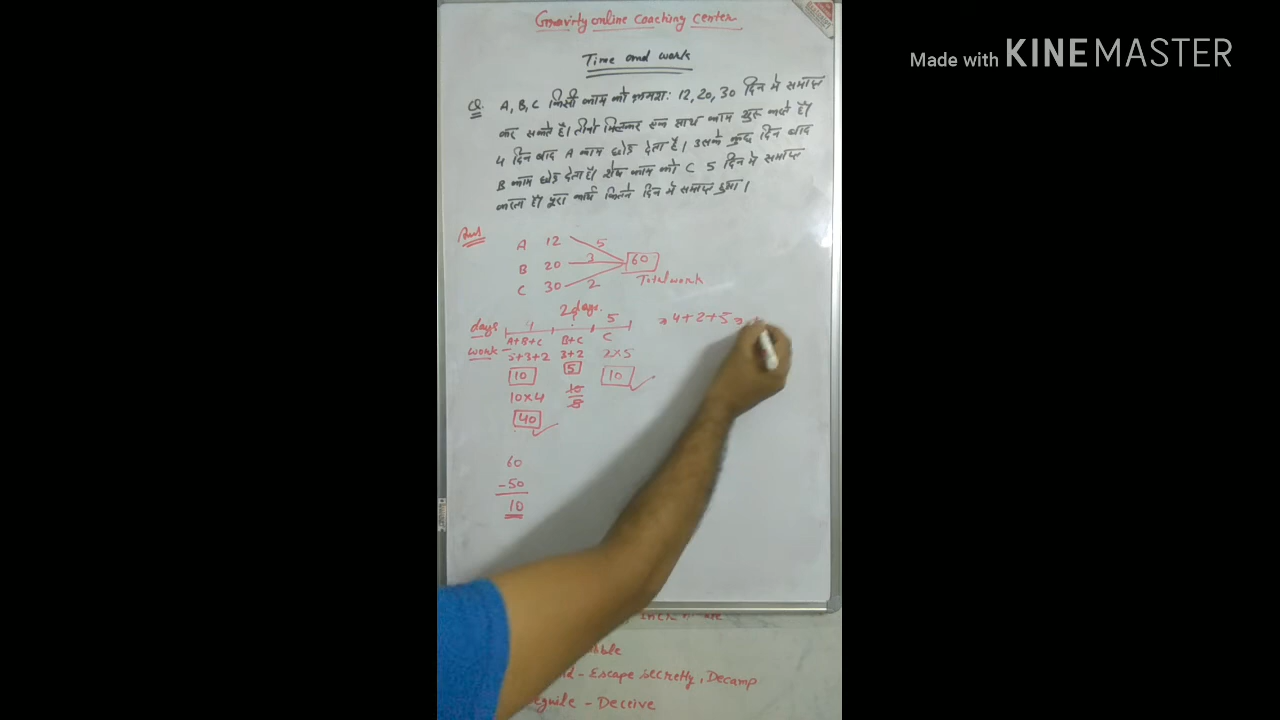 Gravity online coaching center
Made with KINEMASTER
Time and work
Q. A, B, C किसी काम को क्रमशः 12, 20, 30 दिन मे समाप्त
कर सकते है। तीनो मिलकर एक साथ काम शुरू करते है।
4 दिन बाद A काम छोड़ देता है। उसके कुछ दिन बाद
B काम छोड़ देता है। शेष काम को C 5 दिन मे समाप्त
करता है। पूरा कार्य कितने दिन मे समाप्त हुआ।
Ans
A 12 5
B 20 3 60
C 30 2 Total work
2 days.
days 4 ? 5
A+B+C B+C C
work 5+3+2 3+2 2×5
10 5 10
10×4 10
5
40
60
-50
10
⇒ 4+2+5 ⇒
- Escape secretly, Decamp
- Deceive